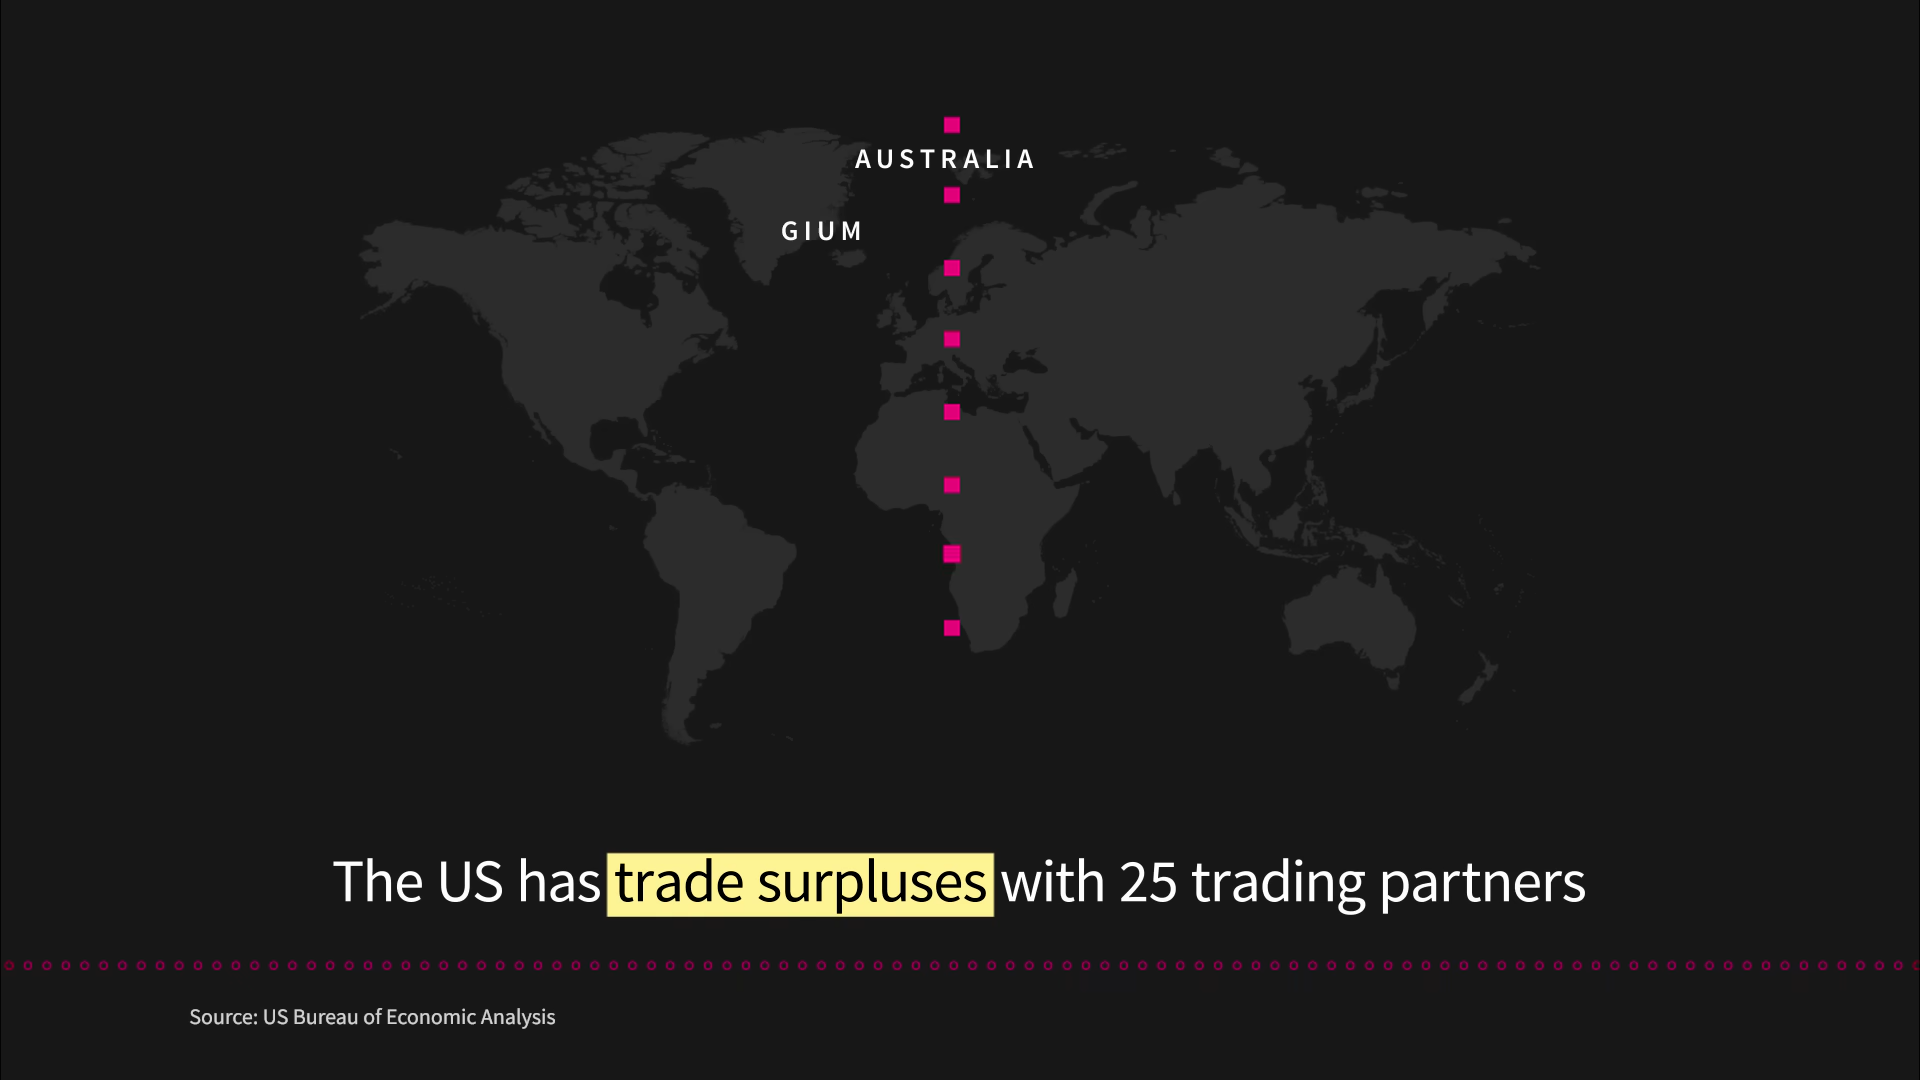 AUSTRALIA
GIUM
The US has trade surpluses with 25 trading partners
Source: US Bureau of Economic Analysis